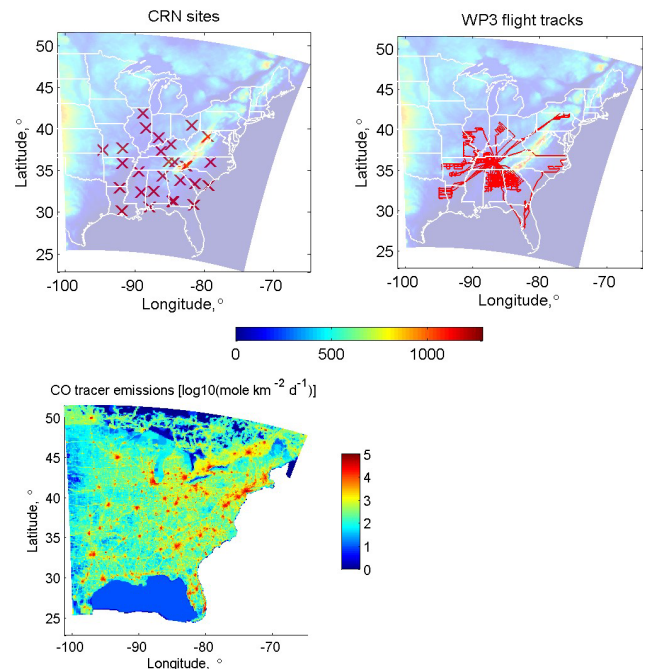 CRN sites
WP3 flight tracks
50
45
40
35
30
25
Latitude,°
-100 -90 -80 -70
Longitude,°
50
45
40
35
30
25
Latitude,°
-100 -90 -80 -70
Longitude,°
0 500 1000
CO tracer emissions [log10(mole km⁻² d⁻¹)]
50
45
40
35
30
25
Latitude, °
-100 -90 -80 -70
Longitude, °
5
4
3
2
1
0